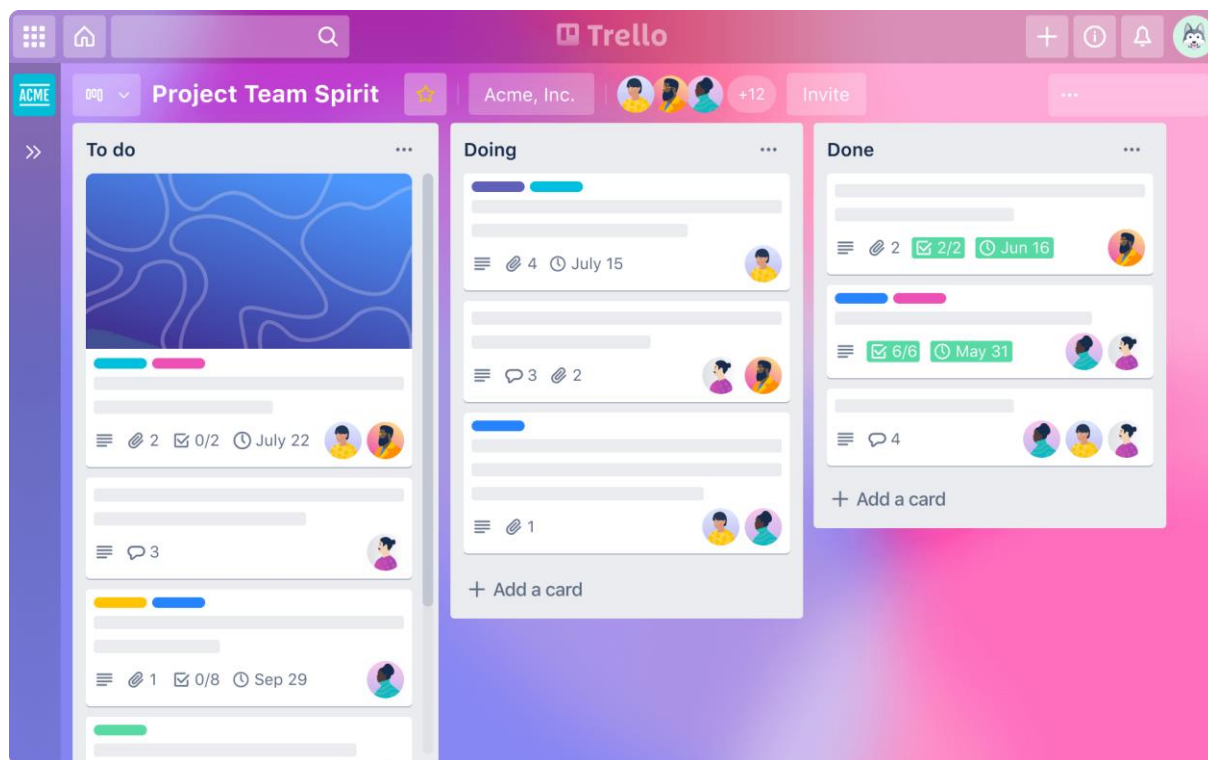 Trello
ACME
Project Team Spirit
Acme, Inc.
+12
Invite
To do
2 0/2 July 22
3
1 0/8 Sep 29
Doing
4 July 15
3 2
1
+ Add a card
Done
2 2/2 Jun 16
6/6 May 31
4
+ Add a card